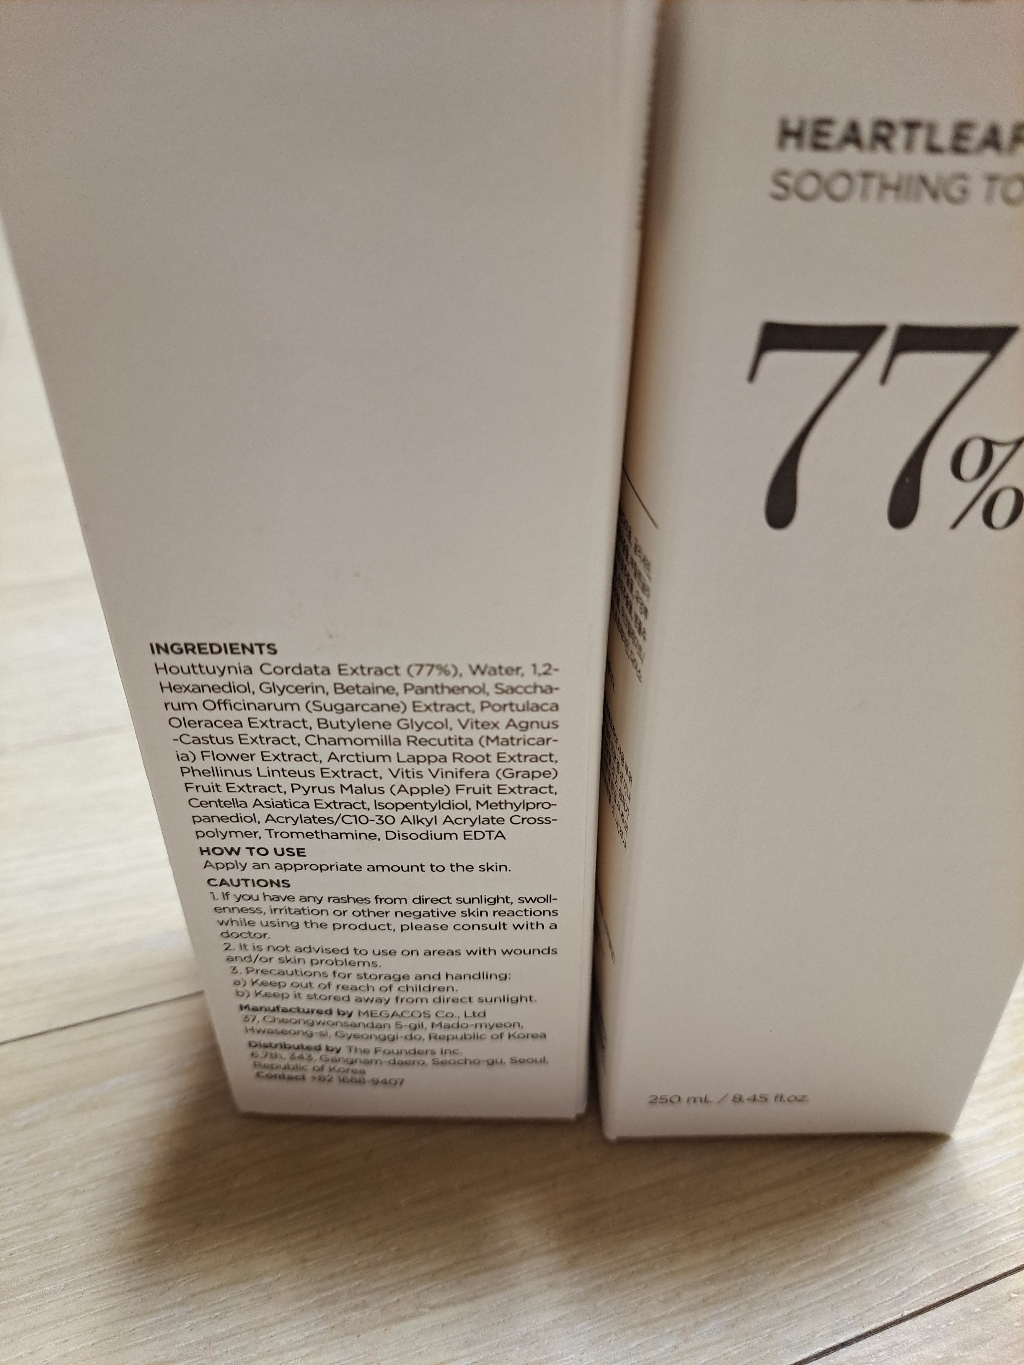 INGREDIENTS
Houttuynia Cordata Extract (77%), Water, 1,2-
Hexanediol, Glycerin, Betaine, Panthenol, Saccha-
rum Officinarum (Sugarcane) Extract, Portulaca
Oleracea Extract, Butylene Glycol, Vitex Agnus
-Castus Extract, Chamomilla Recutita (Matricar-
ia) Flower Extract, Arctium Lappa Root Extract,
Phellinus Linteus Extract, Vitis Vinifera (Grape)
Fruit Extract, Pyrus Malus (Apple) Fruit Extract,
Centella Asiatica Extract, Isopentyldiol, Methylpro-
panediol, Acrylates/C10-30 Alkyl Acrylate Cross-
polymer, Tromethamine, Disodium EDTA
HOW TO USE
Apply an appropriate amount to the skin.
CAUTIONS
1. If you have any rashes from direct sunlight, swoll-
enness, irritation or other negative skin reactions
while using the product, please consult with a
doctor.
2. It is not advised to use on areas with wounds
and/or skin problems.
3. Precautions for storage and handling:
a) Keep out of reach of children.
b) Keep it stored away from direct sunlight.
Manufactured by MEGACOS Co., Ltd
37, Cheongwonsandan 5-gil, Mado-myeon,
Hwaseong-si, Gyeonggi-do, Republic of Korea
Distributed by The Founders Inc.
6,7th, 343, Gangnam-daero, Seocho-gu, Seoul,
Republic of Korea
Contact +82 1688-9407
HEARTLEAF
SOOTHING TO
77%
250 mL / 8.45 fl.oz.